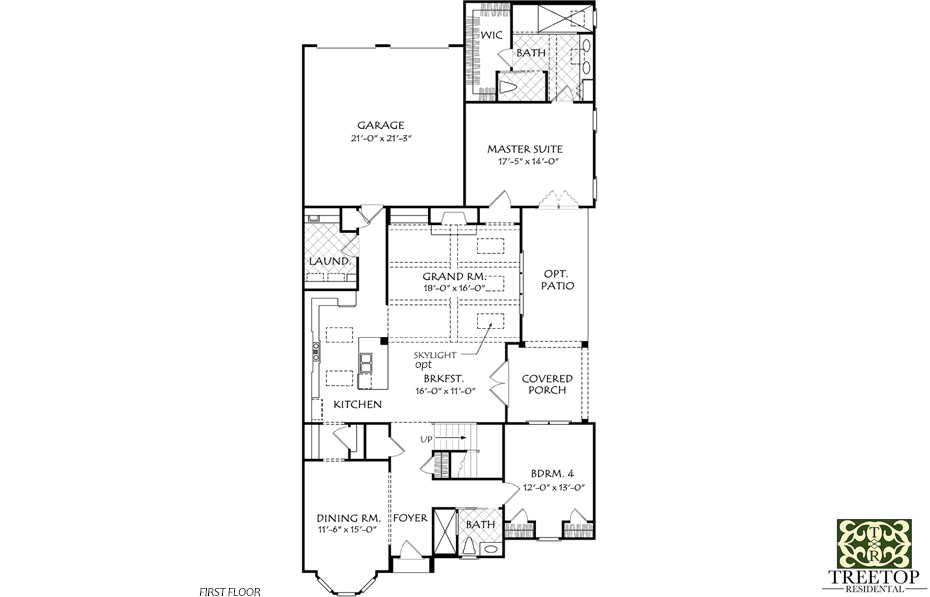 WIC
BATH
GARAGE
21'-0" x 21'-3"
MASTER SUITE
17'-5" x 14'-0"
LAUND.
GRAND RM.
18'-0" x 16'-0"
OPT.
PATIO
SKYLIGHT
opt
BRKFST.
16'-0" x 11'-0"
COVERED
PORCH
KITCHEN
UP
BDRM. 4
12'-0" x 13'-0"
DINING RM.
11'-6" x 15'-0"
FOYER
BATH
FIRST FLOOR
T
R
TREETOP
RESIDENTIAL